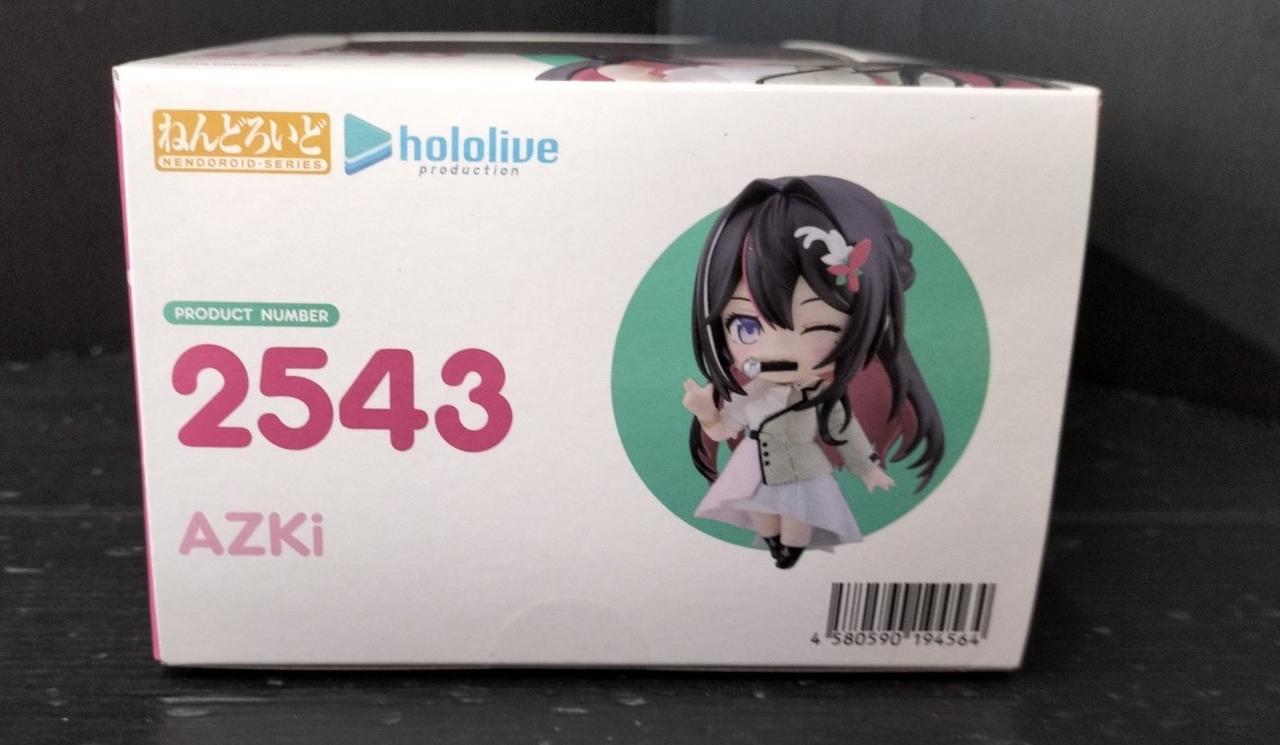 ねんどろいど
NENDOROID-SERIES
hololive
production
PRODUCT NUMBER
2543
AZKi
4 580590 194564